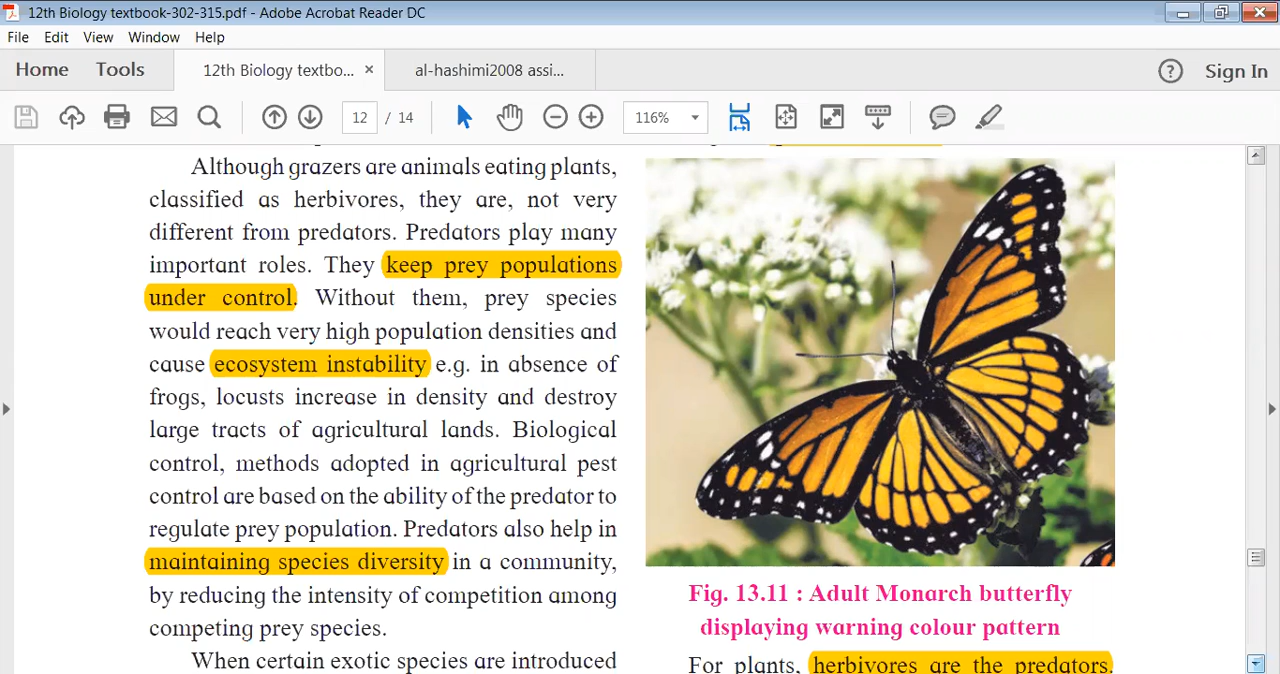 12th Biology textbook-302-315.pdf - Adobe Acrobat Reader DC
File Edit View Window Help
Home Tools 12th Biology textbo... × al-hashimi2008 assi... ? Sign In
12 / 14 116%
Although grazers are animals eating plants,
classified as herbivores, they are, not very
different from predators. Predators play many
important roles. They keep prey populations
under control. Without them, prey species
would reach very high population densities and
cause ecosystem instability e.g. in absence of
frogs, locusts increase in density and destroy
large tracts of agricultural lands. Biological
control, methods adopted in agricultural pest
control are based on the ability of the predator to
regulate prey population. Predators also help in
maintaining species diversity in a community,
by reducing the intensity of competition among
competing prey species.
When certain exotic species are introduced
Fig. 13.11 : Adult Monarch butterfly
displaying warning colour pattern
For plants, herbivores are the predators.